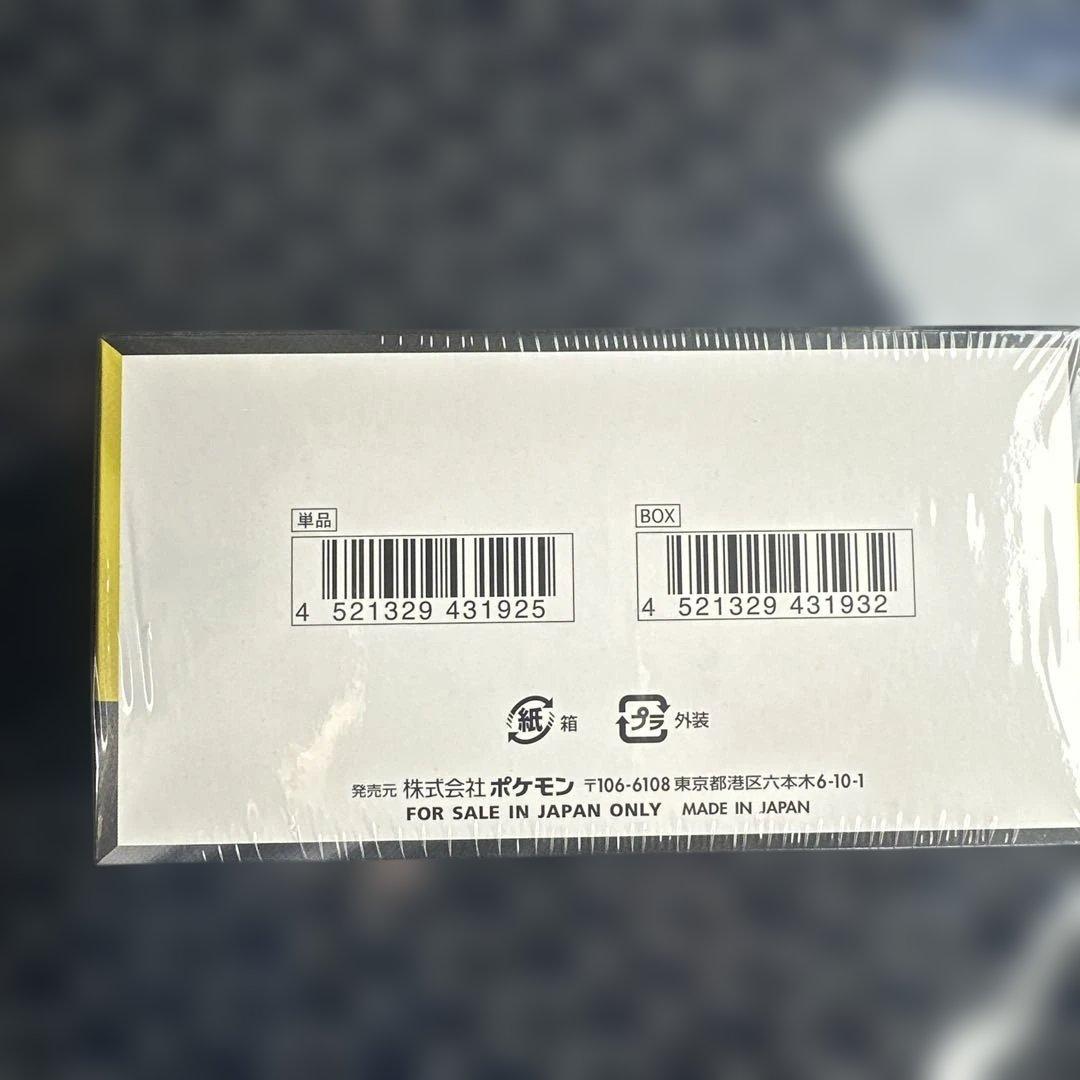 単品
4 521329 431925
BOX
4 521329 431932
紙 箱
プラ 外装
発売元 株式会社 ポケモン 〒106-6108 東京都港区六本木6-10-1
FOR SALE IN JAPAN ONLY MADE IN JAPAN